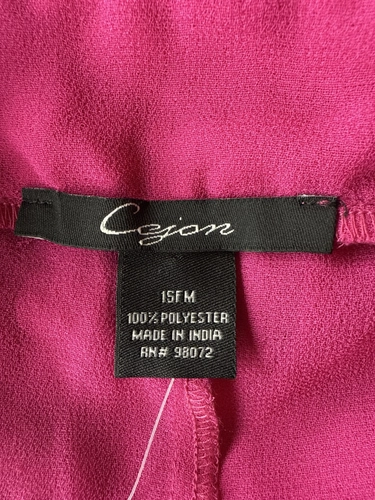 Cejon
1SFM
100% POLYESTER
MADE IN INDIA
RN# 98072